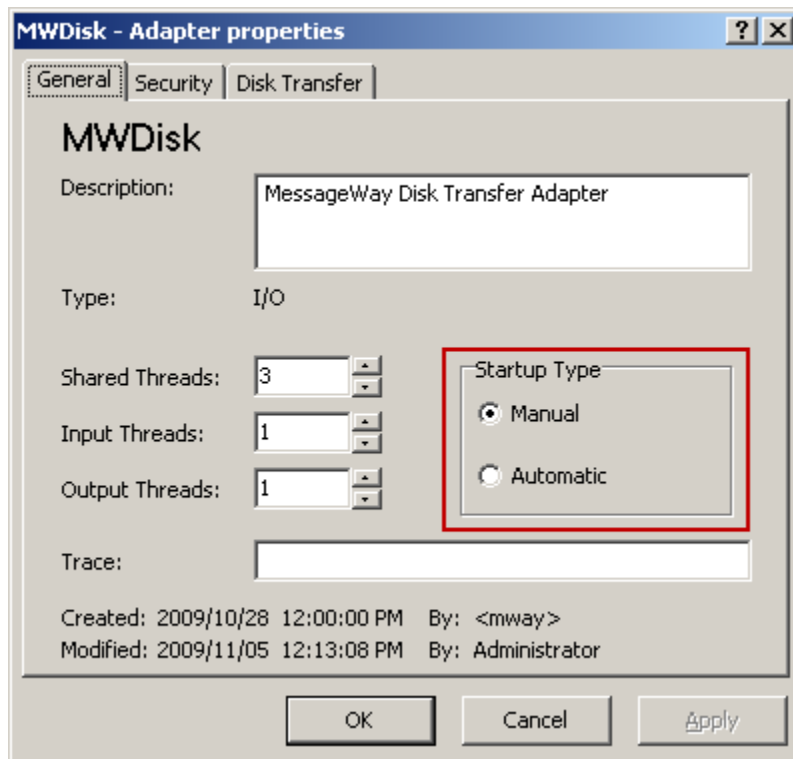 MWDisk - Adapter properties
? X
General Security Disk Transfer
MWDisk
Description: MessageWay Disk Transfer Adapter
Type: I/O
Shared Threads: 3
Startup Type
Manual
Input Threads: 1
Automatic
Output Threads: 1
Trace:
Created: 2009/10/28 12:00:00 PM By: <mway>
Modified: 2009/11/05 12:13:08 PM By: Administrator
OK Cancel Apply